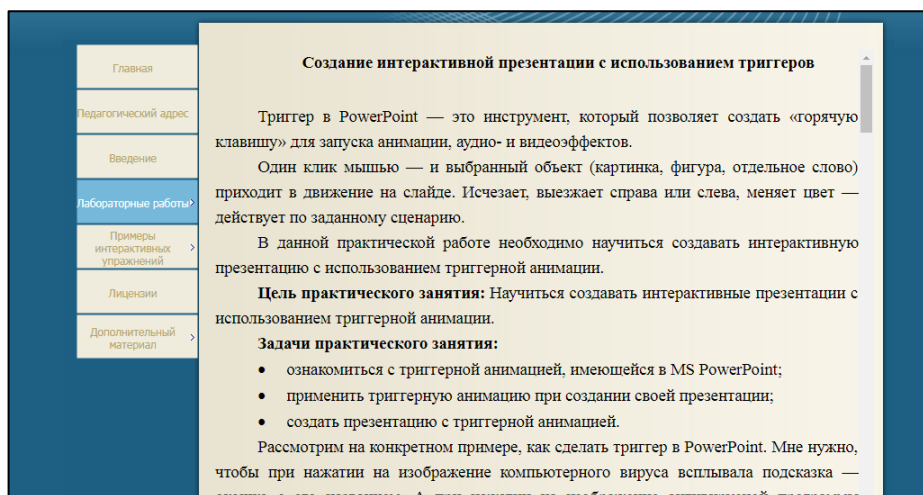 Главная
Педагогический адрес
Введение
Лабораторные работы
Примеры
интерактивных
упражнений
Лицензии
Дополнительный
материал
Создание интерактивной презентации с использованием триггеров
Триггер в PowerPoint — это инструмент, который позволяет создать «горячую
клавишу» для запуска анимации, аудио- и видеоэффектов.
Один клик мышью — и выбранный объект (картинка, фигура, отдельное слово)
приходит в движение на слайде. Исчезает, выезжает справа или слева, меняет цвет —
действует по заданному сценарию.
В данной практической работе необходимо научиться создавать интерактивную
презентацию с использованием триггерной анимации.
Цель практического занятия: Научиться создавать интерактивные презентации с
использованием триггерной анимации.
Задачи практического занятия:
● ознакомиться с триггерной анимацией, имеющейся в MS PowerPoint;
● применить триггерную анимацию при создании своей презентации;
● создать презентацию с триггерной анимацией.
Рассмотрим на конкретном примере, как сделать триггер в PowerPoint. Мне нужно,
чтобы при нажатии на изображение компьютерного вируса всплывала подсказка —